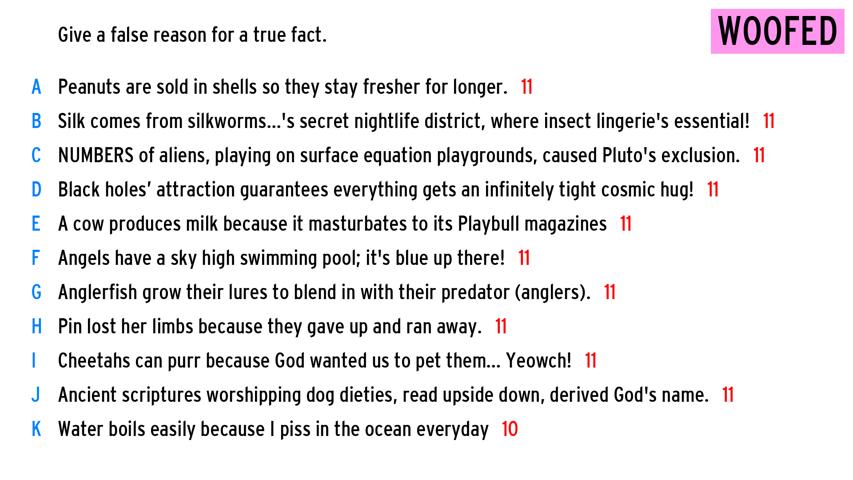 Give a false reason for a true fact.
WOOFED
A Peanuts are sold in shells so they stay fresher for longer. 11
B Silk comes from silkworms...'s secret nightlife district, where insect lingerie's essential! 11
C NUMBERS of aliens, playing on surface equation playgrounds, caused Pluto's exclusion. 11
D Black holes’ attraction guarantees everything gets an infinitely tight cosmic hug! 11
E A cow produces milk because it masturbates to its Playbull magazines 11
F Angels have a sky high swimming pool; it's blue up there! 11
G Anglerfish grow their lures to blend in with their predator (anglers). 11
H Pin lost her limbs because they gave up and ran away. 11
I Cheetahs can purr because God wanted us to pet them... Yeowch! 11
J Ancient scriptures worshipping dog dieties, read upside down, derived God's name. 11
K Water boils easily because I piss in the ocean everyday 10